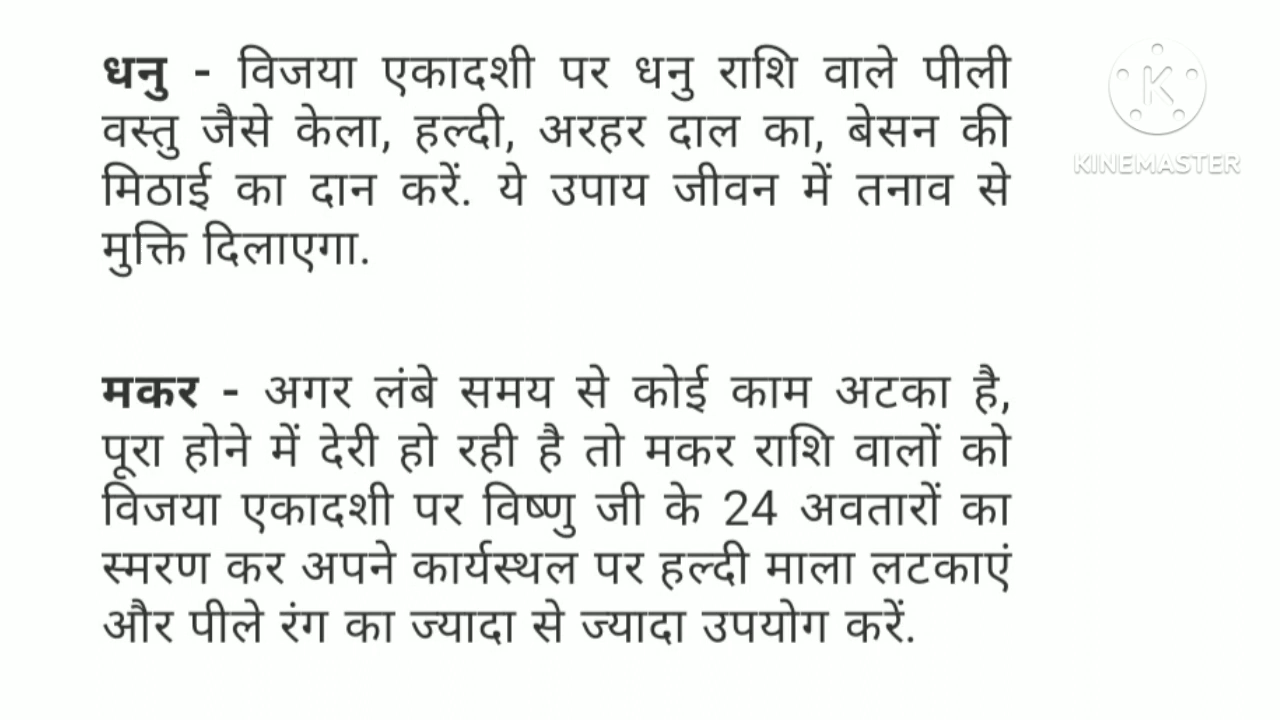 धनु - विजया एकादशी पर धनु राशि वाले पीली
वस्तु जैसे केला, हल्दी, अरहर दाल का, बेसन की
मिठाई का दान करें. ये उपाय जीवन में तनाव से
मुक्ति दिलाएगा.
मकर - अगर लंबे समय से कोई काम अटका है,
पूरा होने में देरी हो रही है तो मकर राशि वालों को
विजया एकादशी पर विष्णु जी के 24 अवतारों का
स्मरण कर अपने कार्यस्थल पर हल्दी माला लटकाएं
और पीले रंग का ज्यादा से ज्यादा उपयोग करें.
K
KINEMASTER